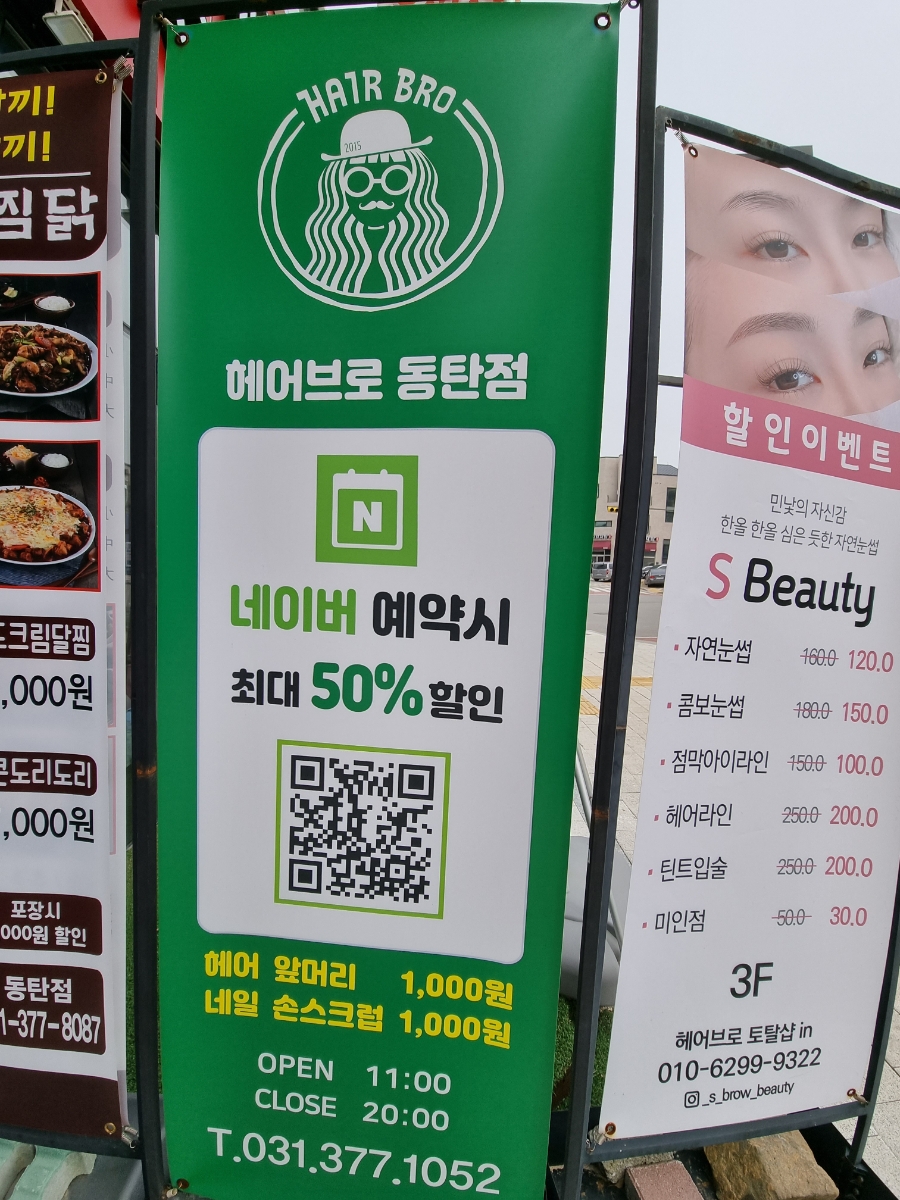 끼!
끼!
찜닭
크림달찜
,000원
콘도리도리
,000원
포장시
000원 할인
동탄점
1-377-8087
HAIR BRO
2015
헤어브로 동탄점
N
네이버 예약시
최대 50% 할인
헤어 앞머리 1,000원
네일 손스크럽 1,000원
OPEN 11:00
CLOSE 20:00
T.031.377.1052
할인이벤트
민낯의 자신감
한올 한올 심은 듯한 자연눈썹
S Beauty
· 자연눈썹 160.0 120.0
· 콤보눈썹 180.0 150.0
· 점막아이라인 150.0 100.0
· 헤어라인 250.0 200.0
· 틴트입술 250.0 200.0
· 미인점 50.0 30.0
3F
헤어브로 토탈샵 in
010-6299-9322
_s_brow_beauty